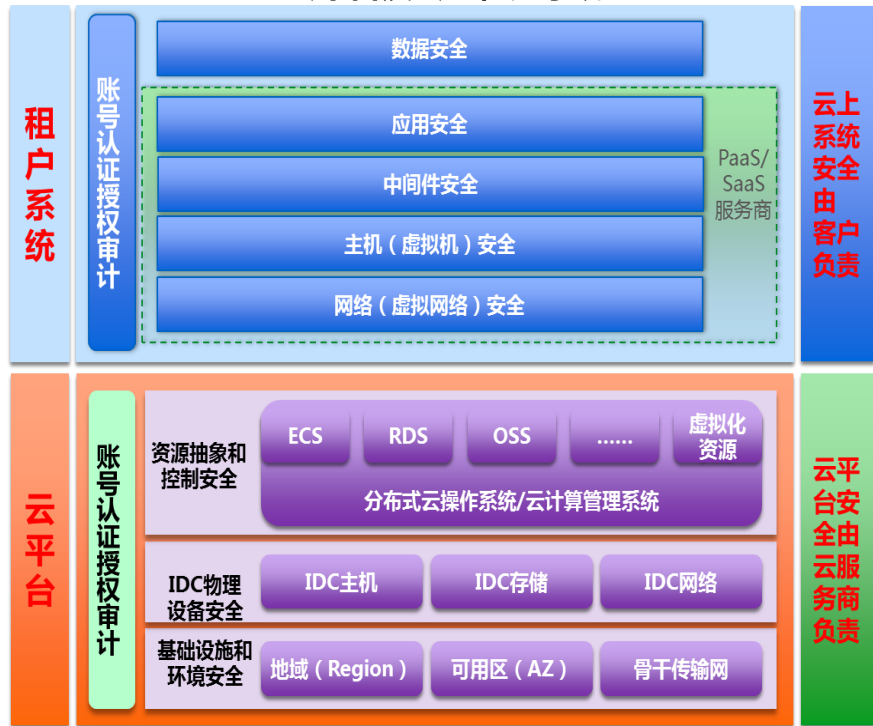 租户系统
账号认证授权审计
数据安全
应用安全
中间件安全
主机（虚拟机）安全
网络（虚拟网络）安全
PaaS/
SaaS
服务商
云上
系统
安全
由
客户
负责
云平台
账号认证授权审计
资源抽象和
控制安全
ECS
RDS
OSS
......
虚拟化
资源
分布式云操作系统/云计算管理系统
IDC物理
设备安全
IDC主机
IDC存储
IDC网络
基础设施和
环境安全
地域（Region）
可用区（AZ）
骨干传输网
云平
台安
全由
云服
务商
负责